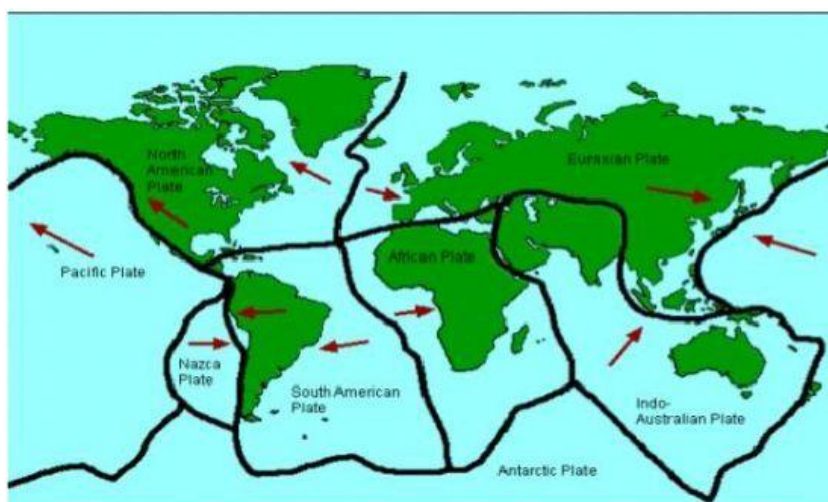 North
American
Plate
Eurasian Plate
Pacific Plate
African Plate
Nazca
Plate
South American
Plate
Indo-
Australian Plate
Antarctic Plate